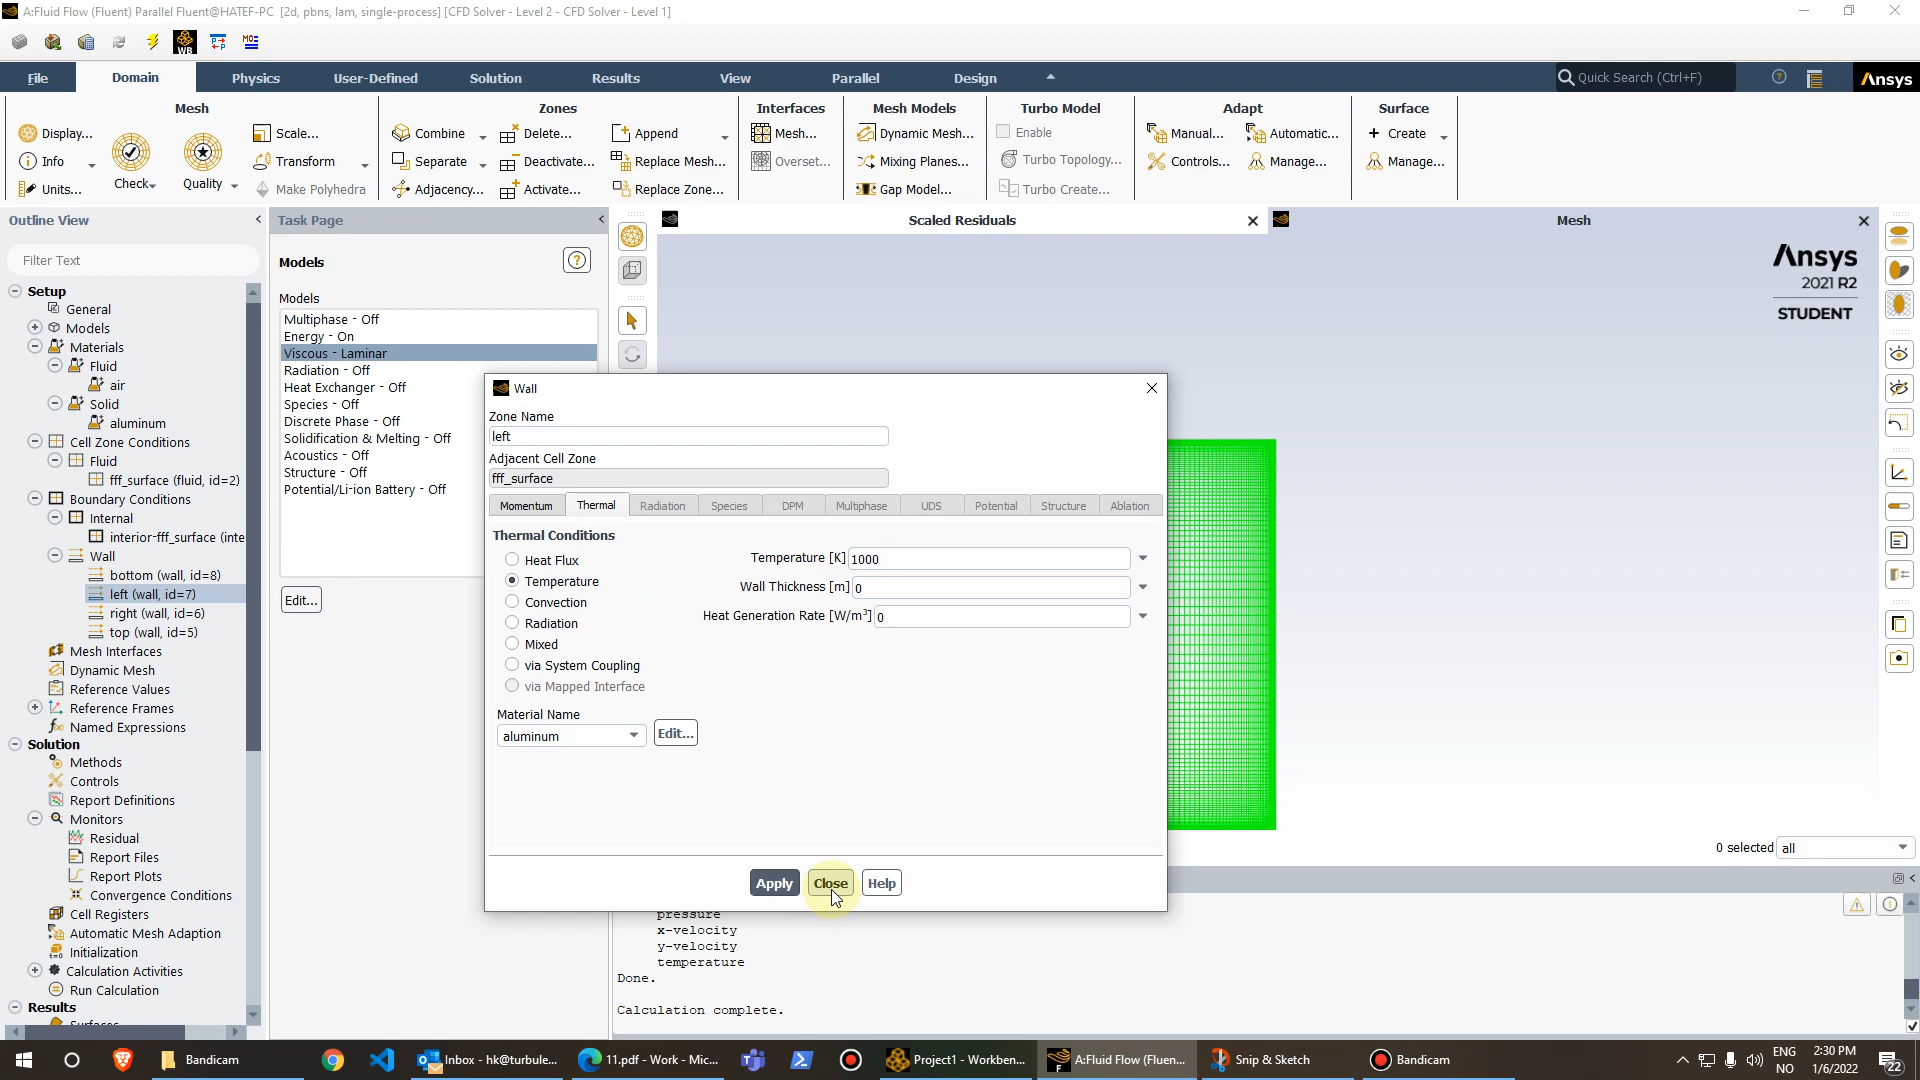 A:Fluid Flow (Fluent) Parallel Fluent@HATEF-PC [2d, pbns, lam, single-process] [CFD Solver - Level 2 - CFD Solver - Level 1]
WB
File Domain Physics User-Defined Solution Results View Parallel Design Quick Search (Ctrl+F) Ansys
Mesh Zones Interfaces Mesh Models Turbo Model Adapt Surface
Display... Scale... Combine Delete... Append Mesh... Dynamic Mesh... Enable Manual... Automatic... Create
Info Transform Separate Deactivate... Replace Mesh... Overset... Mixing Planes... Turbo Topology... Controls... Manage... Manage...
Units... Check Quality Make Polyhedra Adjacency... Activate... Replace Zone... Gap Model... Turbo Create...
Outline View
Task Page
Scaled Residuals
Mesh
Filter Text
Setup
General
Models
Materials
Fluid
air
Solid
aluminum
Cell Zone Conditions
Fluid
fff_surface (fluid, id=2)
Boundary Conditions
Internal
interior-fff_surface (inte
Wall
bottom (wall, id=8)
left (wall, id=7)
right (wall, id=6)
top (wall, id=5)
Mesh Interfaces
Dynamic Mesh
Reference Values
Reference Frames
Named Expressions
Solution
Methods
Controls
Report Definitions
Monitors
Residual
Report Files
Report Plots
Convergence Conditions
Cell Registers
Automatic Mesh Adaption
Initialization
Calculation Activities
Run Calculation
Results
Surfaces
Models
Models
Multiphase - Off
Energy - On
Viscous - Laminar
Radiation - Off
Heat Exchanger - Off
Species - Off
Discrete Phase - Off
Solidification & Melting - Off
Acoustics - Off
Structure - Off
Potential/Li-ion Battery - Off
Edit...
Ansys
2021 R2
STUDENT
Wall
Zone Name
left
Adjacent Cell Zone
fff_surface
Momentum Thermal Radiation Species DPM Multiphase UDS Potential Structure Ablation
Thermal Conditions
Heat Flux
Temperature
Convection
Radiation
Mixed
via System Coupling
via Mapped Interface
Temperature [K] 1000
Wall Thickness [m] 0
Heat Generation Rate [W/m³] 0
Material Name
aluminum Edit...
Apply Close Help
0 selected all
pressure
x-velocity
y-velocity
temperature
Done.
Calculation complete.
Bandicam Inbox - hk@turbule... 11.pdf - Work - Mic... Project1 - Workben... A:Fluid Flow (Fluen... Snip & Sketch Bandicam
ENG
NO
2:30 PM
1/6/2022
22